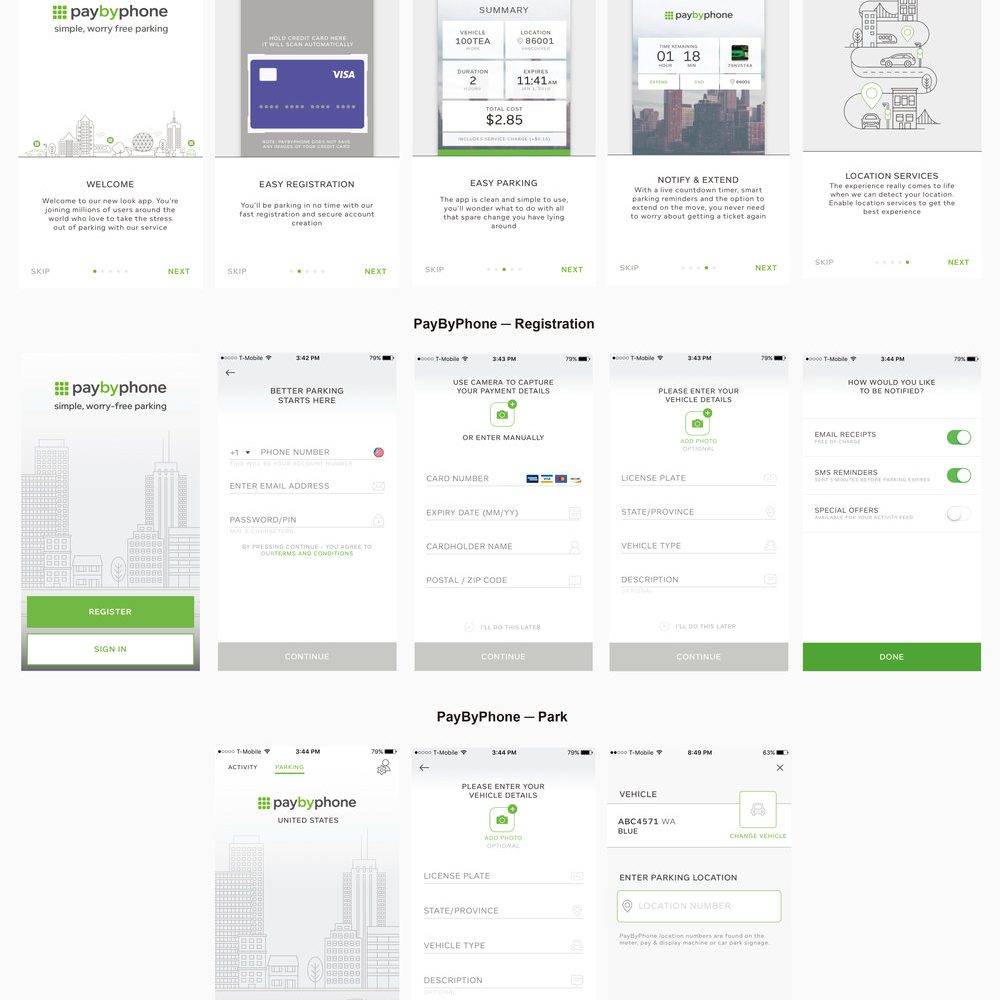 paybyphone
simple, worry free parking
WELCOME
Welcome to our new look app. You're
joining millions of users around the
world who love to take the stress
out of parking with our service
SKIP
NEXT
HOLD CREDIT CARD HERE
IT WILL SCAN AUTOMATICALLY
VISA
NOTE: PAYBYPHONE DOES NOT SAVE
ANY IMAGES OF YOUR CREDIT CARD
EASY REGISTRATION
You'll be parking in no time with our
fast registration and secure account
creation
SKIP
NEXT
SUMMARY
VEHICLE
100TEA
WORK
LOCATION
86001
VANCOUVER
DURATION
2
HOURS
EXPIRES
11:41AM
JAN 1, 2010
TOTAL COST
$2.85
INCLUDES SERVICE CHARGE (+$0.15)
EASY PARKING
The app is clean and simple to use,
you'll wonder what to do with all
that spare change you have lying
around
SKIP
NEXT
paybyphone
TIME REMAINING
01 18
HOUR MIN
EXTEND
END
86001
NOTIFY & EXTEND
With a live countdown timer, smart
parking reminders and the option to
extend on the move, you never need
to worry about getting a ticket again
SKIP
NEXT
LOCATION SERVICES
The experience really comes to life
when we can detect your location.
Enable location services to get the
best experience
SKIP
NEXT
PayByPhone — Registration
paybyphone
simple, worry-free parking
REGISTER
SIGN IN
T-Mobile 3:42 PM 79%
BETTER PARKING
STARTS HERE
+1 PHONE NUMBER
THIS WILL BE YOUR ACCOUNT NUMBER
ENTER EMAIL ADDRESS
PASSWORD/PIN
MIN. 6 CHARACTERS
BY PRESSING CONTINUE - YOU AGREE TO
OURTERMS AND CONDITIONS
CONTINUE
T-Mobile 3:43 PM 79%
USE CAMERA TO CAPTURE
YOUR PAYMENT DETAILS
OR ENTER MANUALLY
CARD NUMBER
VISA
EXPIRY DATE (MM/YY)
CARDHOLDER NAME
POSTAL / ZIP CODE
I'LL DO THIS LATER
CONTINUE
T-Mobile 3:43 PM 79%
PLEASE ENTER YOUR
VEHICLE DETAILS
ADD PHOTO
OPTIONAL
LICENSE PLATE
STATE/PROVINCE
VEHICLE TYPE
DESCRIPTION
OPTIONAL
I'LL DO THIS LATER
CONTINUE
T-Mobile 3:44 PM 79%
HOW WOULD YOU LIKE
TO BE NOTIFIED?
EMAIL RECEIPTS
FREE OF CHARGE
SMS REMINDERS
SENT 5 MINUTES BEFORE PARKING EXPIRES
SPECIAL OFFERS
AVAILABLE FOR YOUR ACTIVITY FEED
DONE
PayByPhone — Park
T-Mobile 3:44 PM 79%
ACTIVITY PARKING
paybyphone
UNITED STATES
T-Mobile 3:44 PM 79%
PLEASE ENTER YOUR
VEHICLE DETAILS
ADD PHOTO
OPTIONAL
LICENSE PLATE
STATE/PROVINCE
VEHICLE TYPE
DESCRIPTION
OPTIONAL
T-Mobile 8:49 PM 63%
VEHICLE
ABC4571 WA
BLUE
CHANGE VEHICLE
ENTER PARKING LOCATION
LOCATION NUMBER
PayByPhone location numbers are found on the
meter, pay & display machine or car park signage.